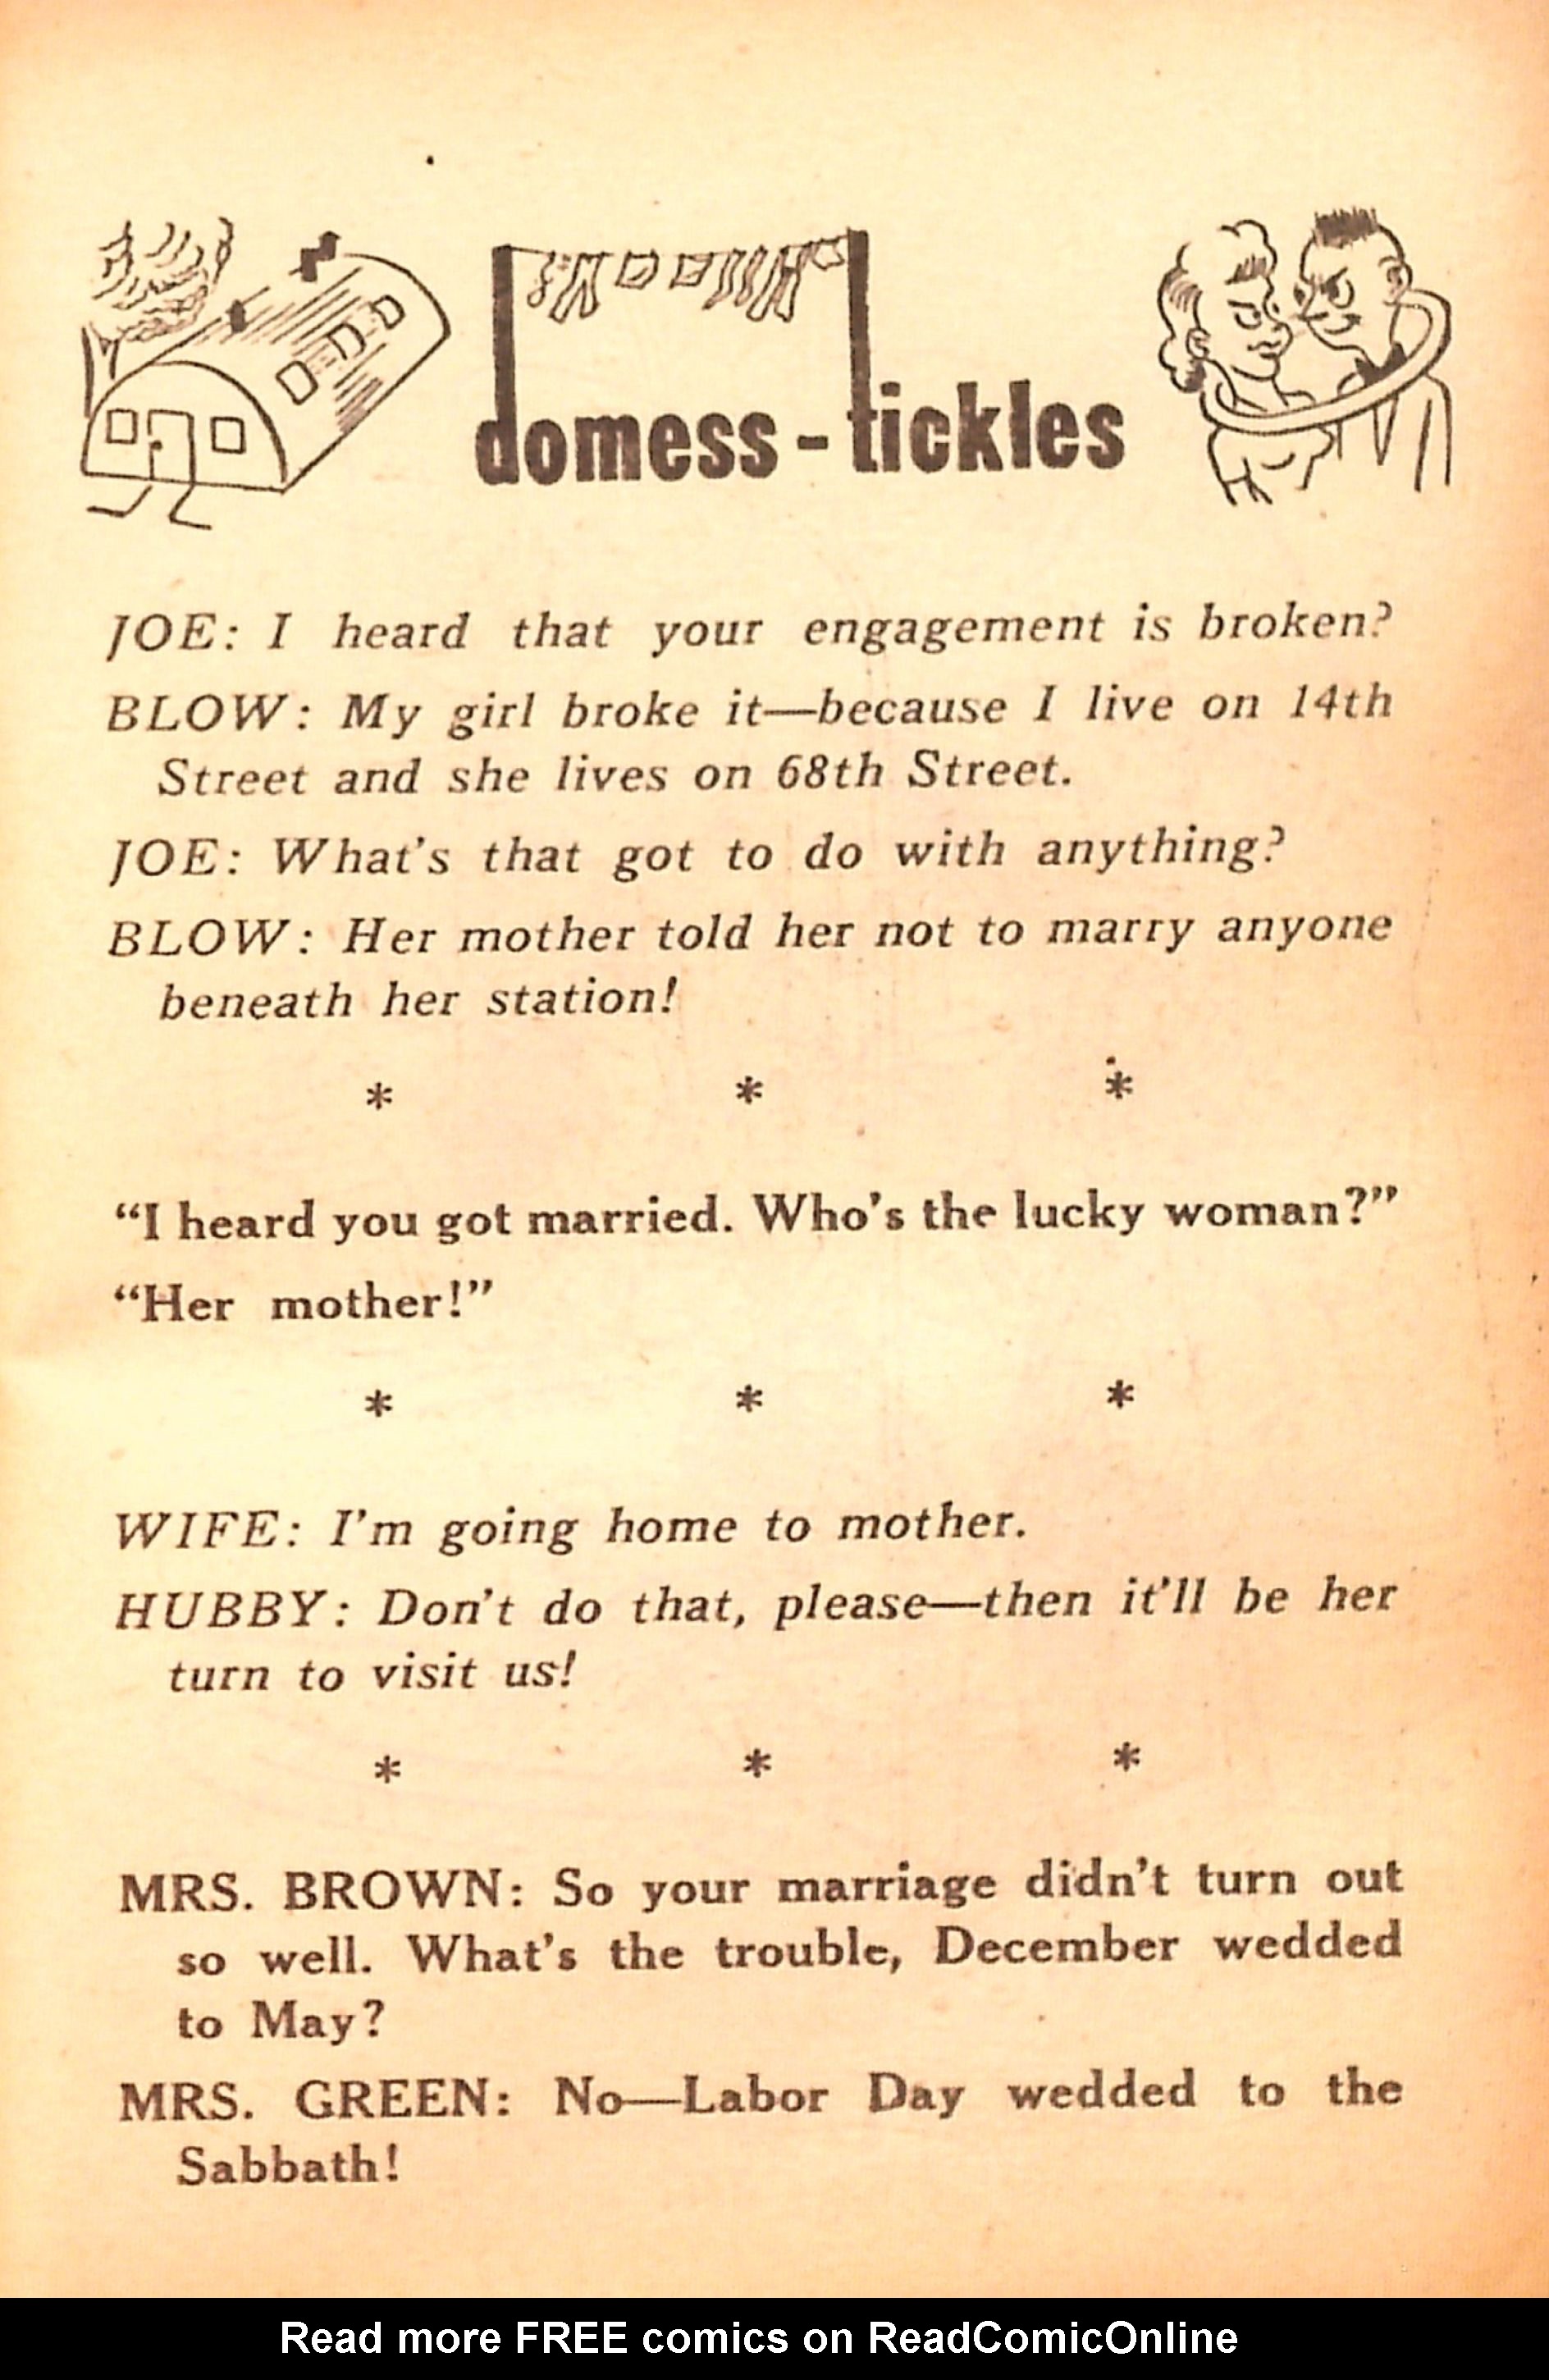 domess-tickles
JOE: I heard that your engagement is broken?
BLOW: My girl broke it—because I live on 14th
Street and she lives on 68th Street.
JOE: What's that got to do with anything?
BLOW: Her mother told her not to marry anyone
beneath her station!
* * *
“I heard you got married. Who's the lucky woman?”
“Her mother!”
* * *
WIFE: I'm going home to mother.
HUBBY: Don't do that, please—then it'll be her
turn to visit us!
* * *
MRS. BROWN: So your marriage didn't turn out
so well. What's the trouble, December wedded
to May?
MRS. GREEN: No—Labor Day wedded to the
Sabbath!
Read more FREE comics on ReadComicOnline